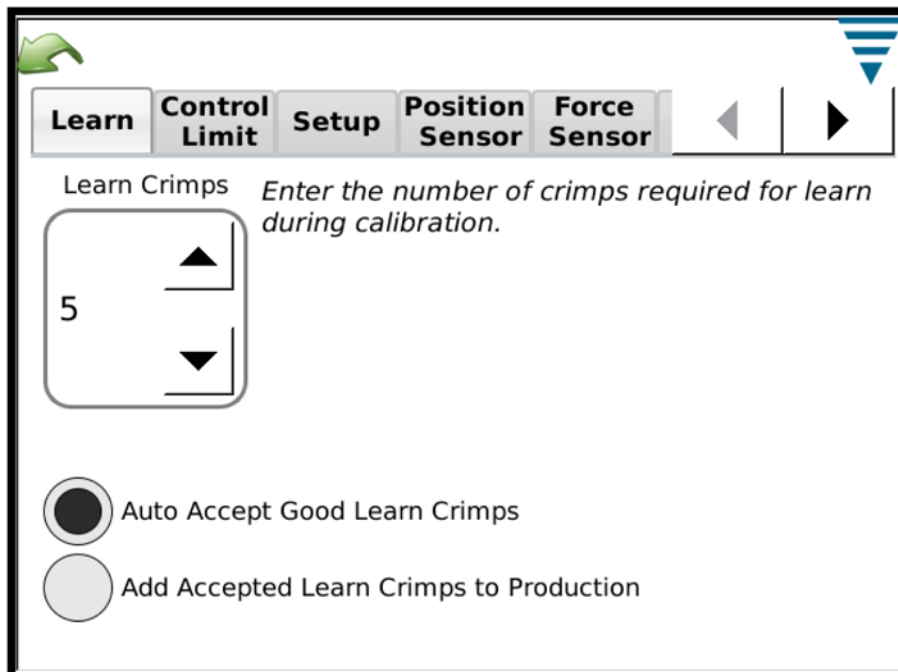 Learn
Control
Limit
Setup
Position
Sensor
Force
Sensor
Learn Crimps
Enter the number of crimps required for learn
during calibration.
5
Auto Accept Good Learn Crimps
Add Accepted Learn Crimps to Production